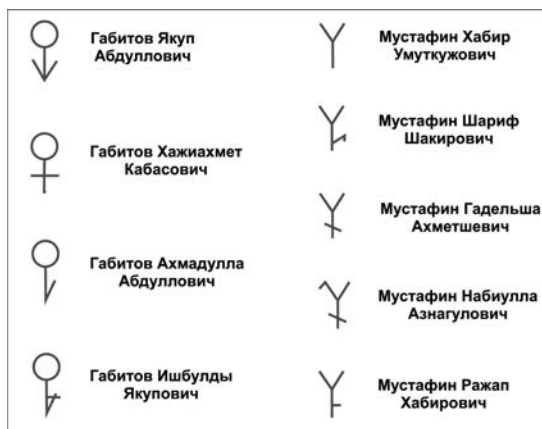 Габитов Якуп
Абдуллович
Габитов Хажиахмет
Кабасович
Габитов Ахмадулла
Абдуллович
Габитов Ишбулды
Якупович
Мустафин Хабир
Умуткужович
Мустафин Шариф
Шакирович
Мустафин Гадельша
Ахметшевич
Мустафин Набиулла
Азнагулович
Мустафин Ражап
Хабирович